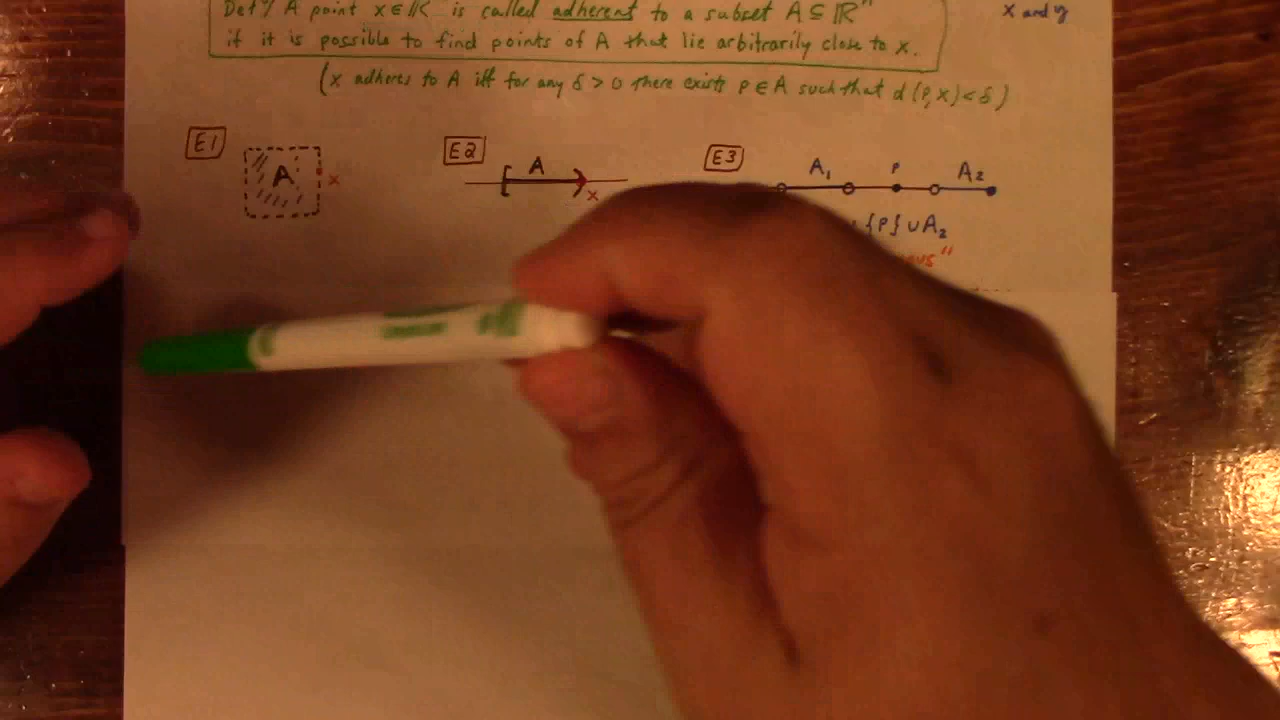 Def/ A point x ∈ ℝⁿ is called adherent to a subset A ⊆ ℝⁿ
x and y
if it is possible to find points of A that lie arbitrarily close to x.
(x adheres to A iff for any δ > 0 there exists p ∈ A such that d(p,x) < δ)
E1 A x
E2 A x
E3 A₁ P A₂
{P} ∪ A₂